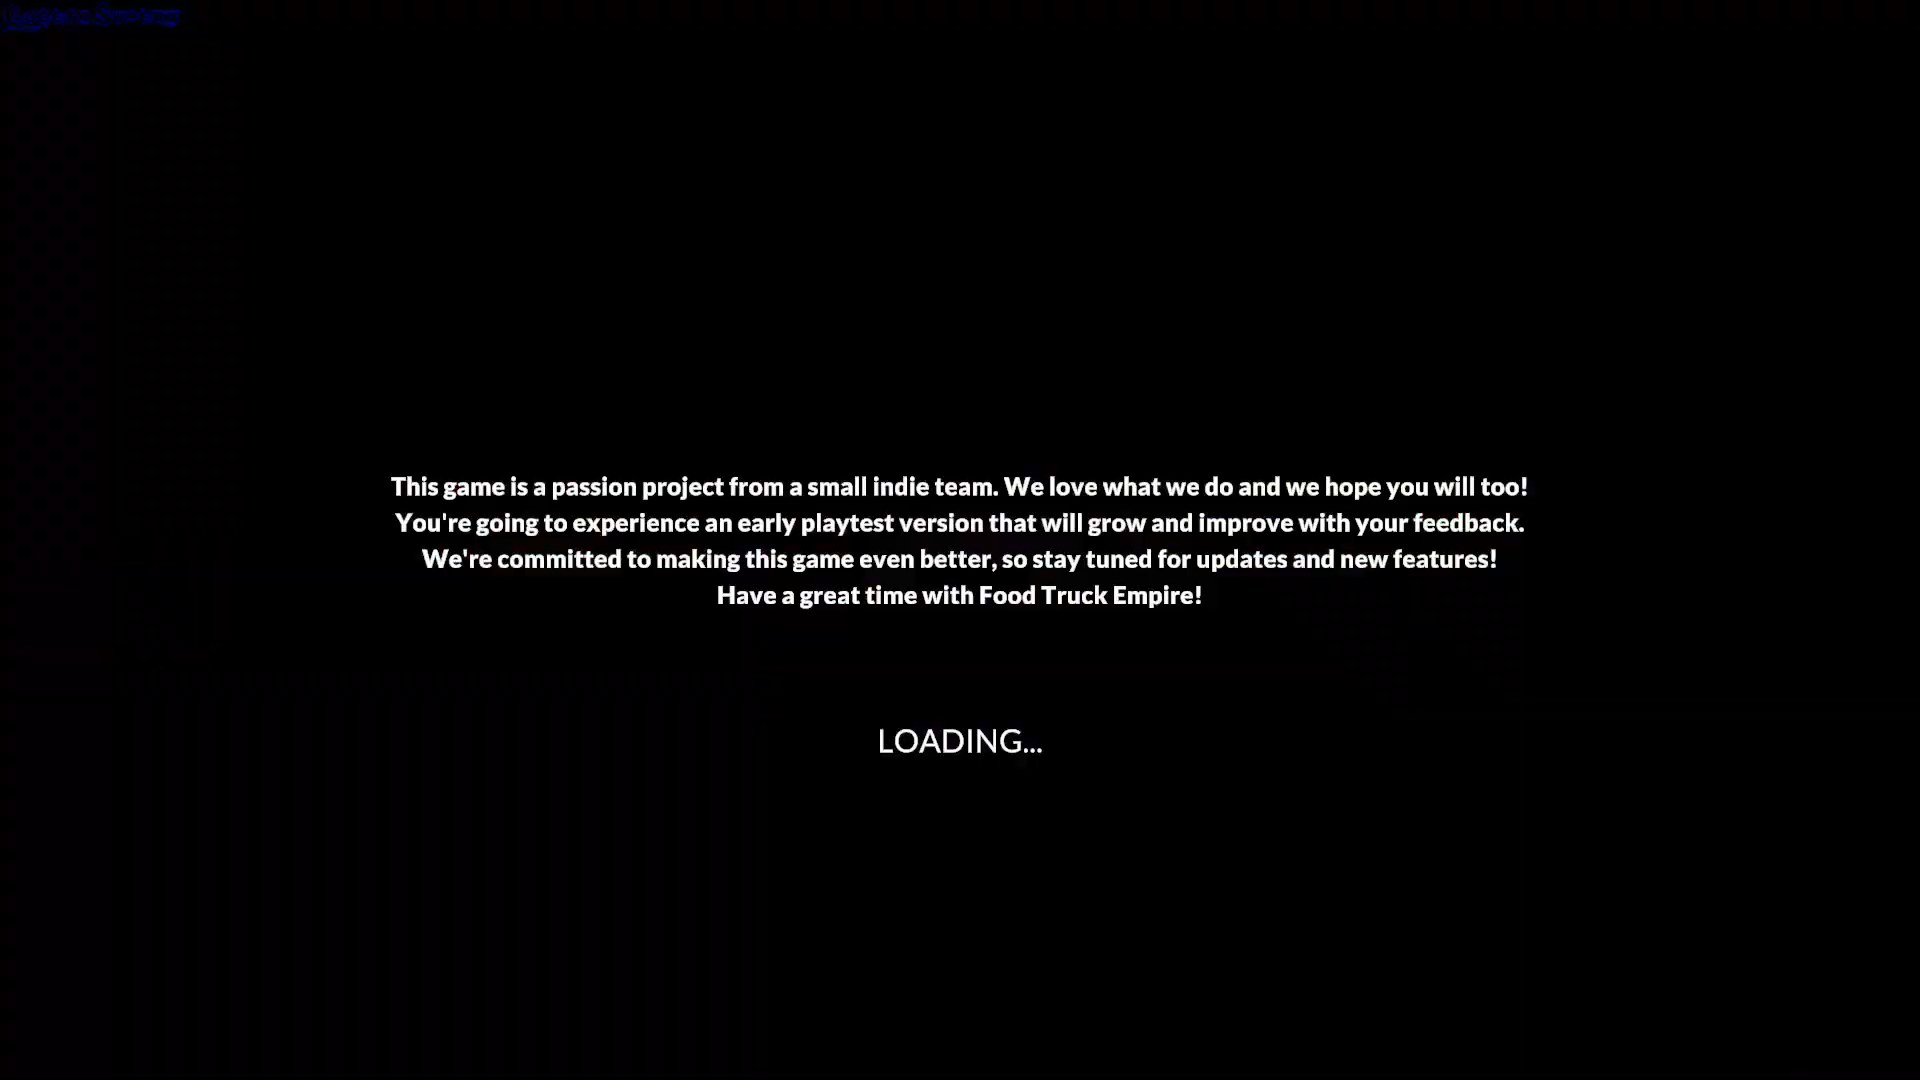 This game is a passion project from a small indie team. We love what we do and we hope you will too!
You're going to experience an early playtest version that will grow and improve with your feedback.
We're committed to making this game even better, so stay tuned for updates and new features!
Have a great time with Food Truck Empire!
LOADING...